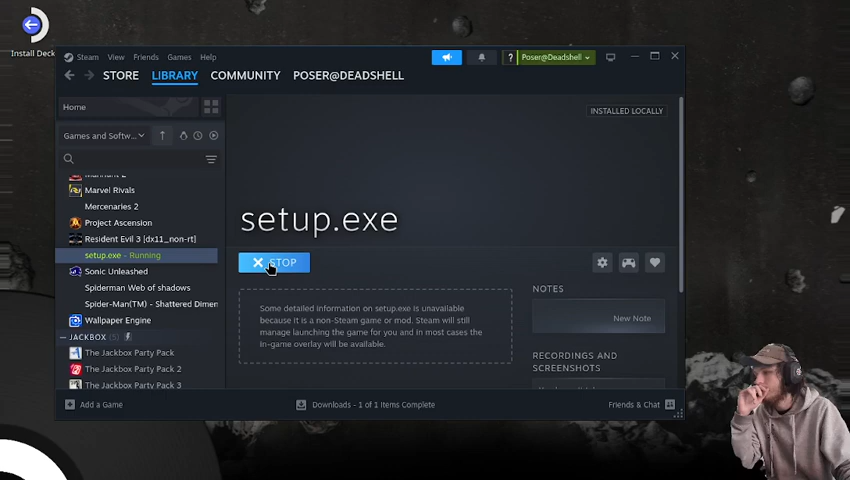 Install Deck
Steam View Friends Games Help
? Poser@Deadshell
STORE LIBRARY COMMUNITY POSER@DEADSHELL
Home
INSTALLED LOCALLY
Games and Softw...
Marvel Rivals
Mercenaries 2
Project Ascension
Resident Evil 3 [dx11_non-rt]
setup.exe - Running
Sonic Unleashed
Spiderman Web of shadows
Spider-Man(TM) - Shattered Dimen
Wallpaper Engine
JACKBOX (5)
The Jackbox Party Pack
The Jackbox Party Pack 2
The Jackbox Party Pack 3
setup.exe
STOP
Some detailed information on setup.exe is unavailable
because it is a non-Steam game or mod. Steam will still
manage launching the game for you and in most cases the
in-game overlay will be available.
NOTES
New Note
RECORDINGS AND
SCREENSHOTS
Add a Game
Downloads - 1 of 1 Items Complete
Friends & Chat